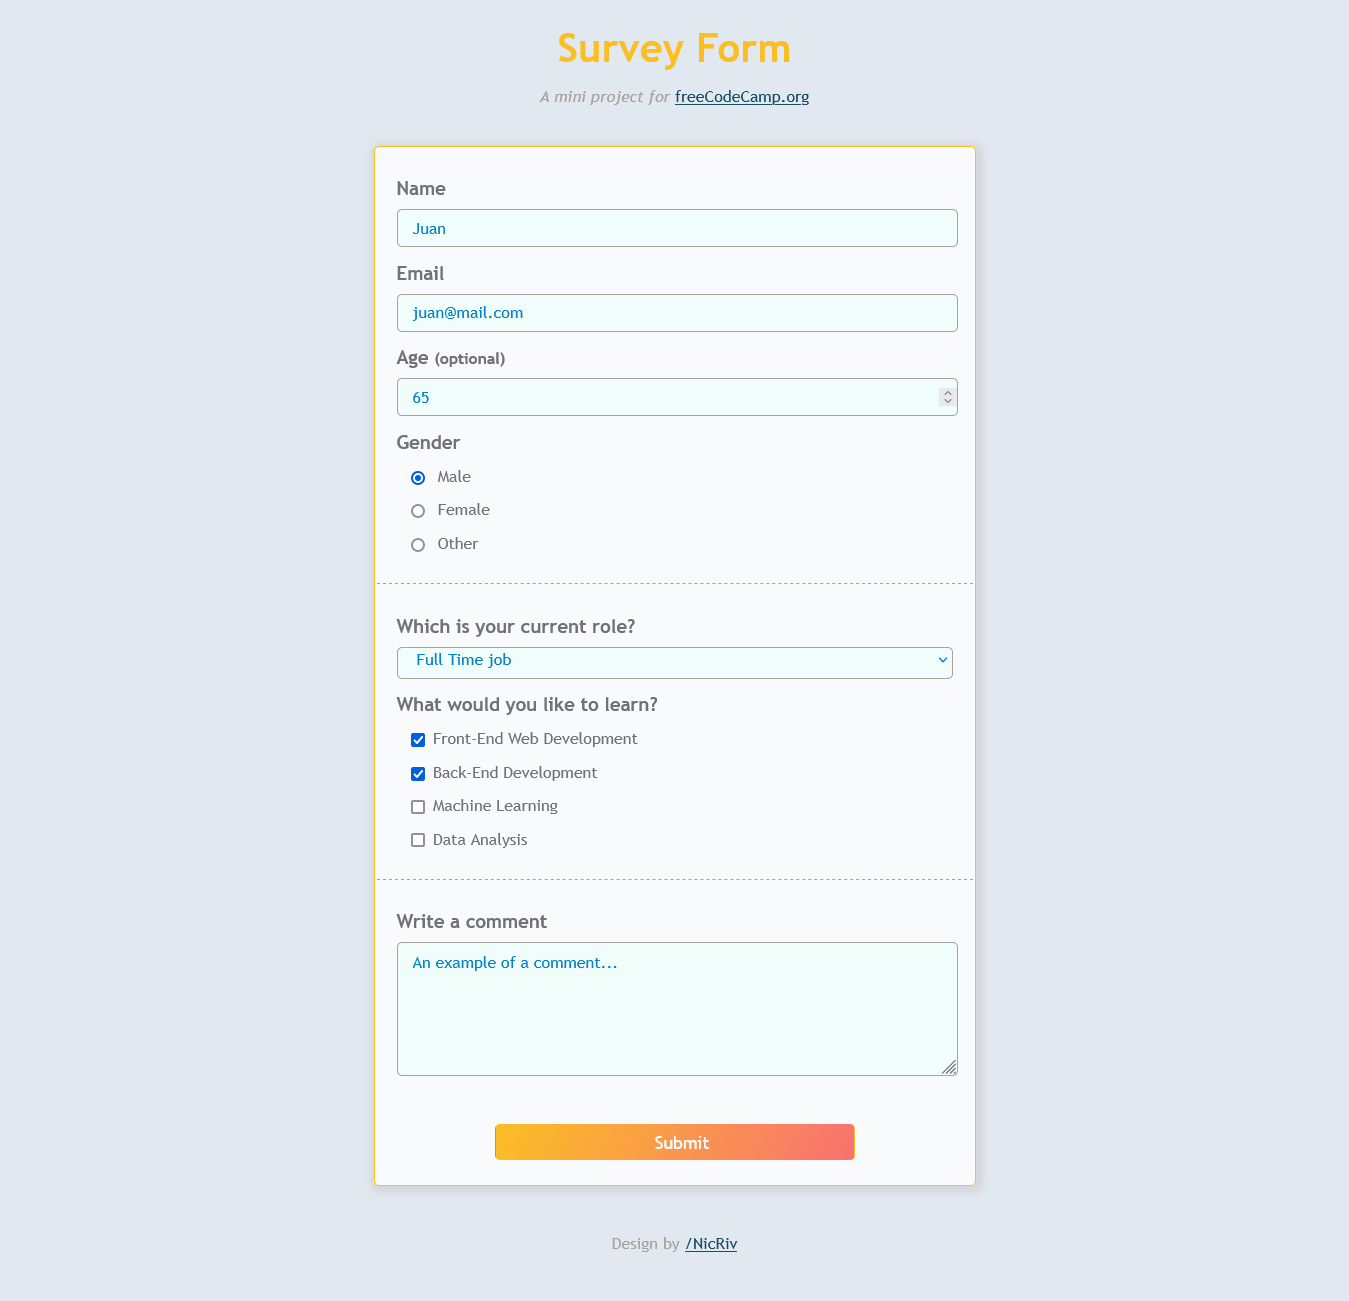 Survey Form
A mini project for freeCodeCamp.org
Name
Juan
Email
juan@mail.com
Age (optional)
65
Gender
Male
Female
Other
Which is your current role?
Full Time job
What would you like to learn?
Front-End Web Development
Back-End Development
Machine Learning
Data Analysis
Write a comment
An example of a comment...
Submit
Design by /NicRiv